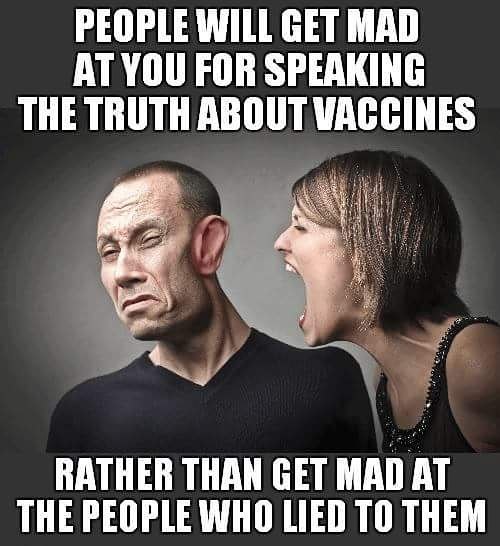 PEOPLE WILL GET MAD
AT YOU FOR SPEAKING
THE TRUTH ABOUT VACCINES
RATHER THAN GET MAD AT
THE PEOPLE WHO LIED TO THEM